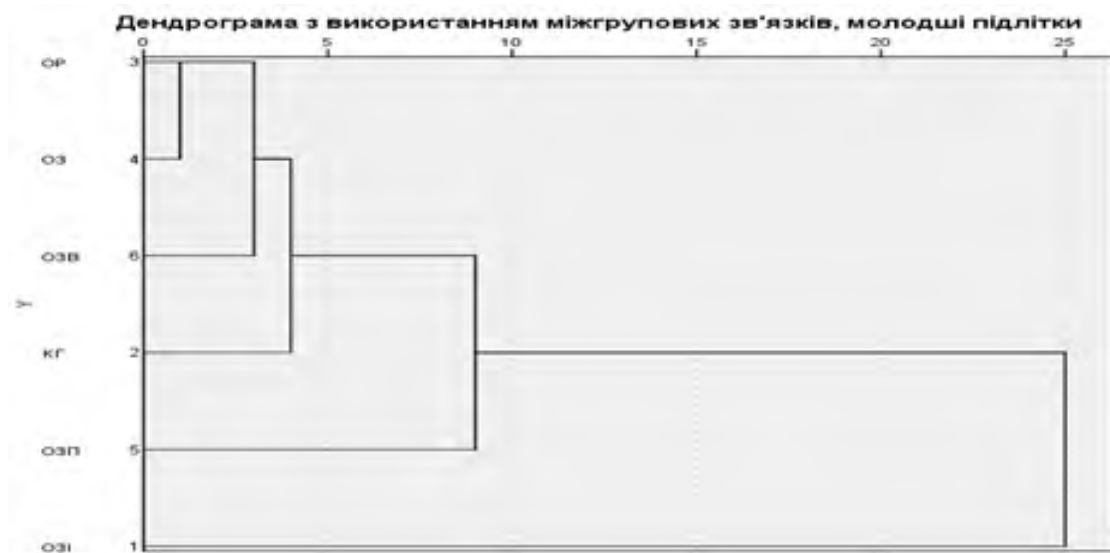 Дендрограма з використанням міжгрупових зв'язків, молодші підлітки
0 5 10 15 20 25
ОР 3
ОЗ 4
ОЗВ 6
Y
КГ 2
ОЗП 5
ОЗІ 1